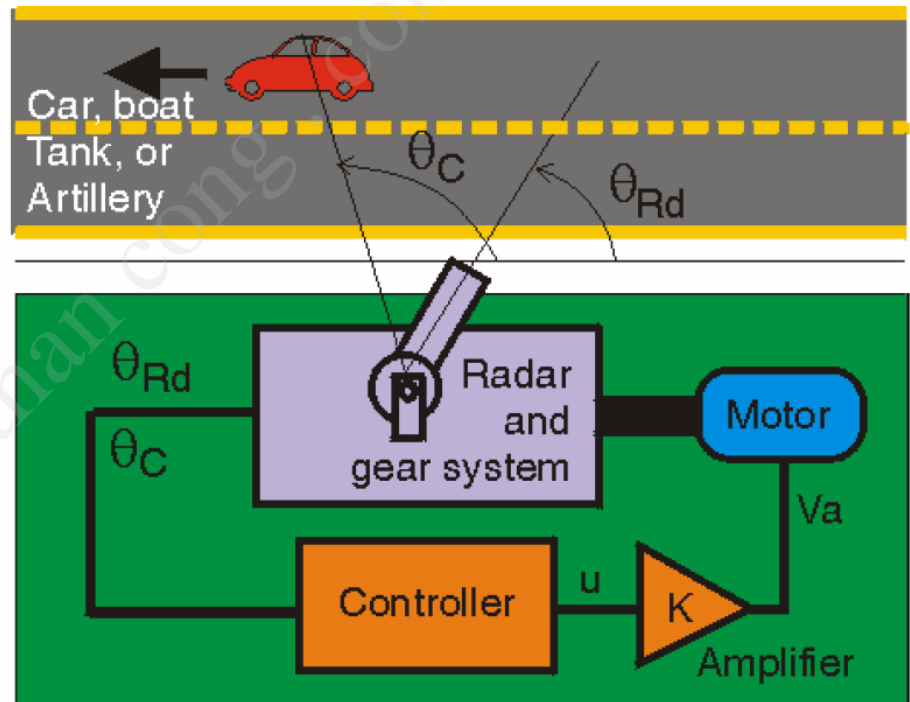 Car, boat
Tank, or
Artillery
θC
θRd
θRd
θC
Radar
and
gear system
Motor
Va
Controller
u
K
Amplifier